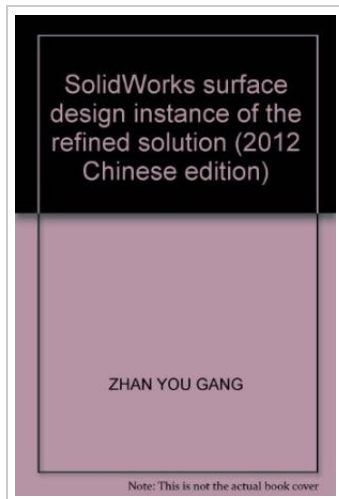 SolidWorks surface
design instance of the
refined solution (2012
Chinese edition)
ZHAN YOU GANG
Note: This is not the actual book cover